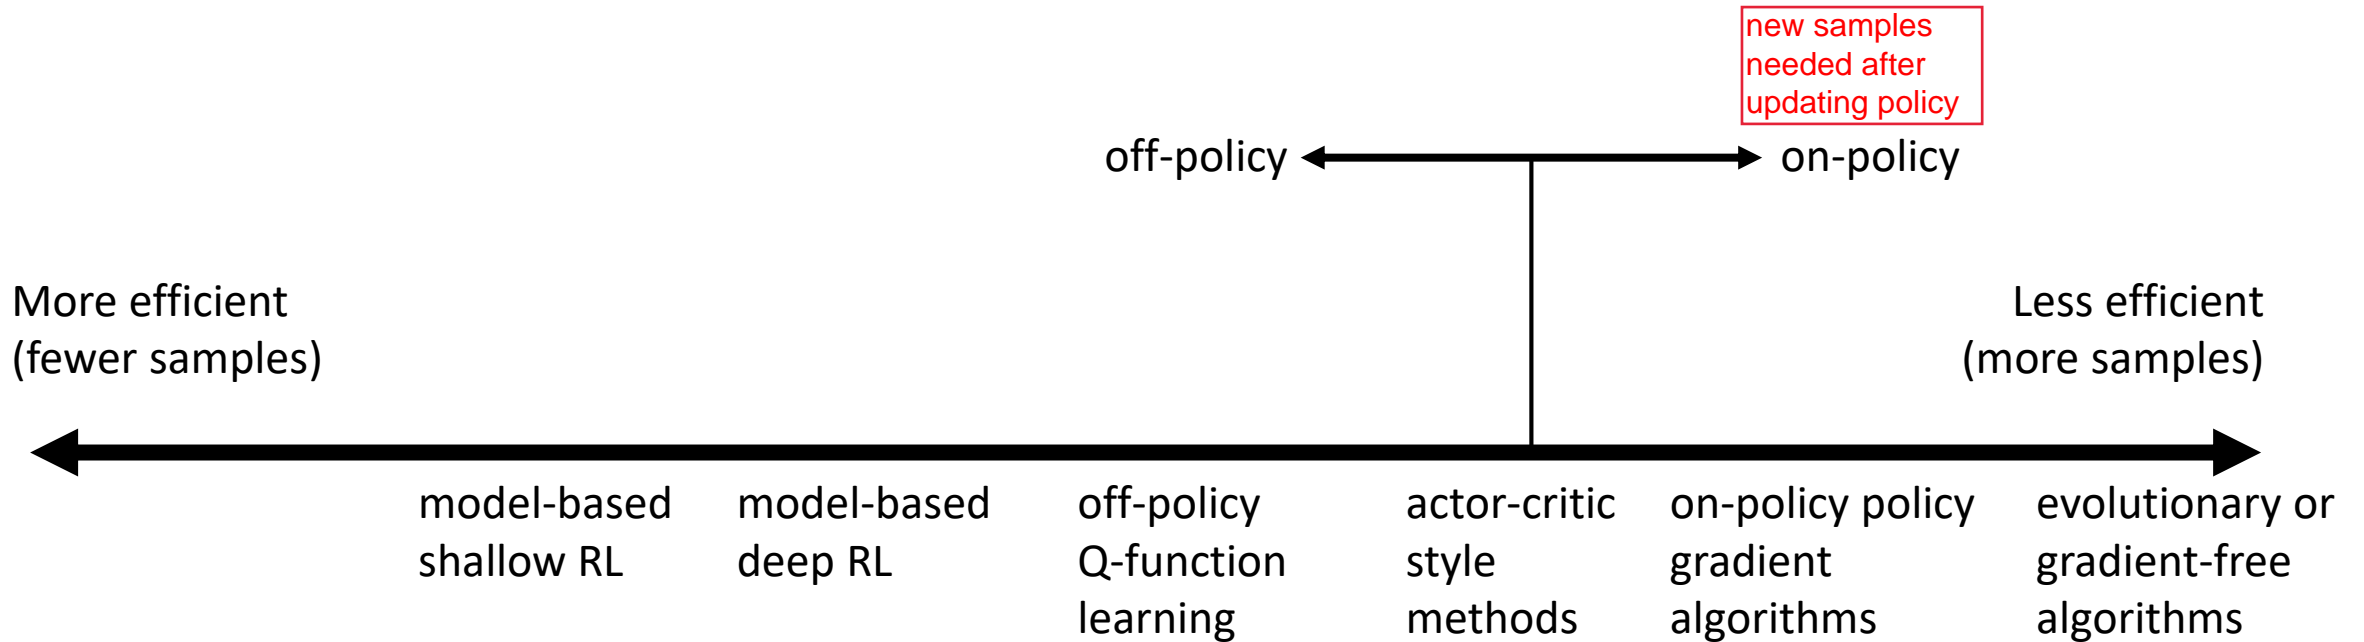 new samples
needed after
updating policy
off-policy
on-policy
More efficient
(fewer samples)
Less efficient
(more samples)
model-based
shallow RL
model-based
deep RL
off-policy
Q-function
learning
actor-critic
style
methods
on-policy policy
gradient
algorithms
evolutionary or
gradient-free
algorithms